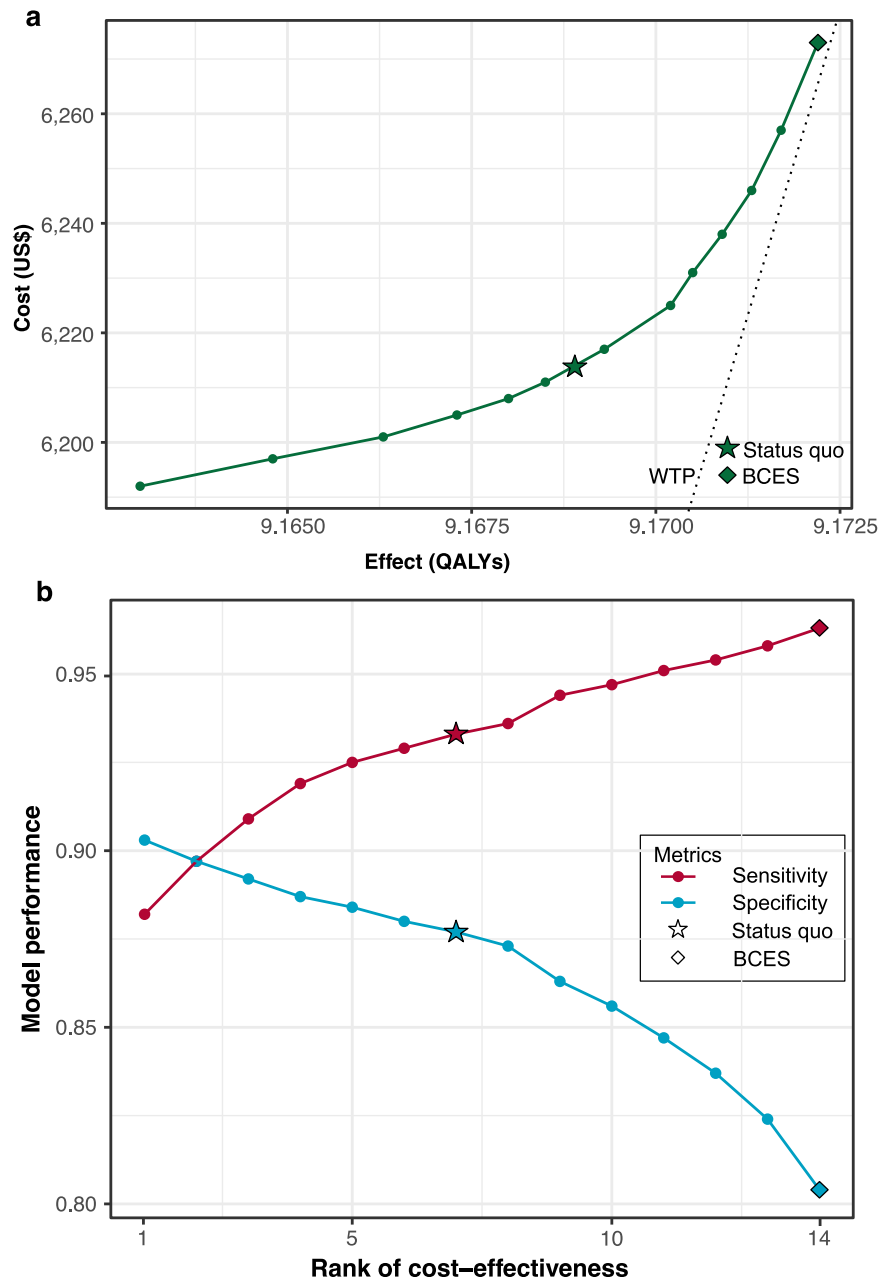 a
Cost (US$)
6,260
6,240
6,220
6,200
Status quo
WTP
BCES
9.1650
9.1675
9.1700
9.1725
Effect (QALYs)
b
Model performance
0.95
0.90
0.85
0.80
Metrics
Sensitivity
Specificity
Status quo
BCES
1
5
10
14
Rank of cost–effectiveness